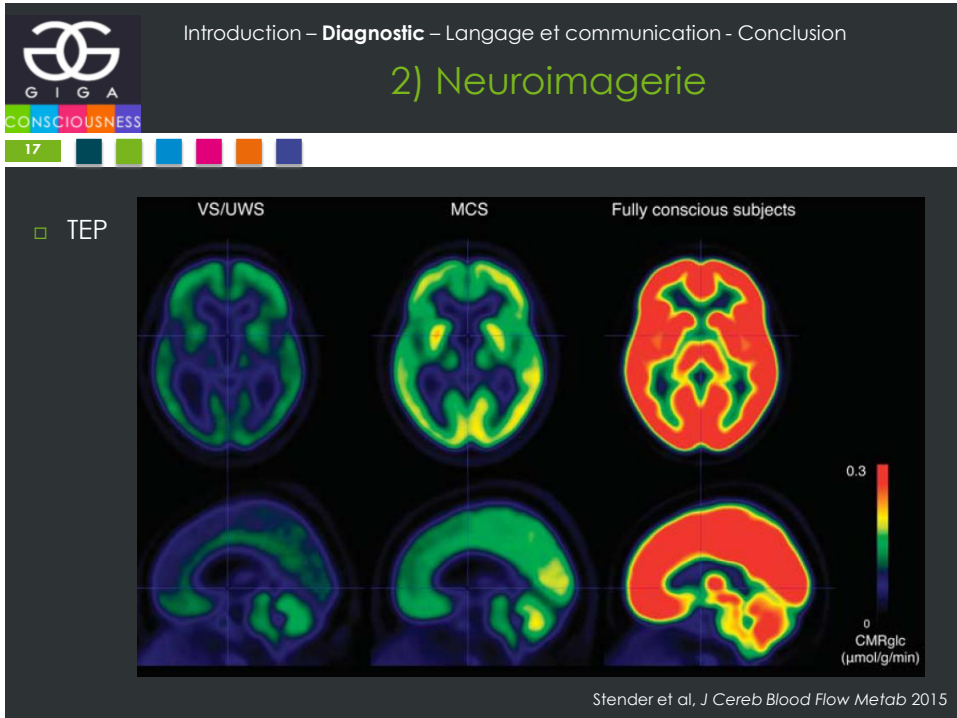 Introduction – Diagnostic – Langage et communication - Conclusion
2) Neuroimagerie
GIGA
CONSCIOUSNESS
17
TEP
VS/UWS
MCS
Fully conscious subjects
0.3
0
CMRglc
(µmol/g/min)
Stender et al, J Cereb Blood Flow Metab 2015